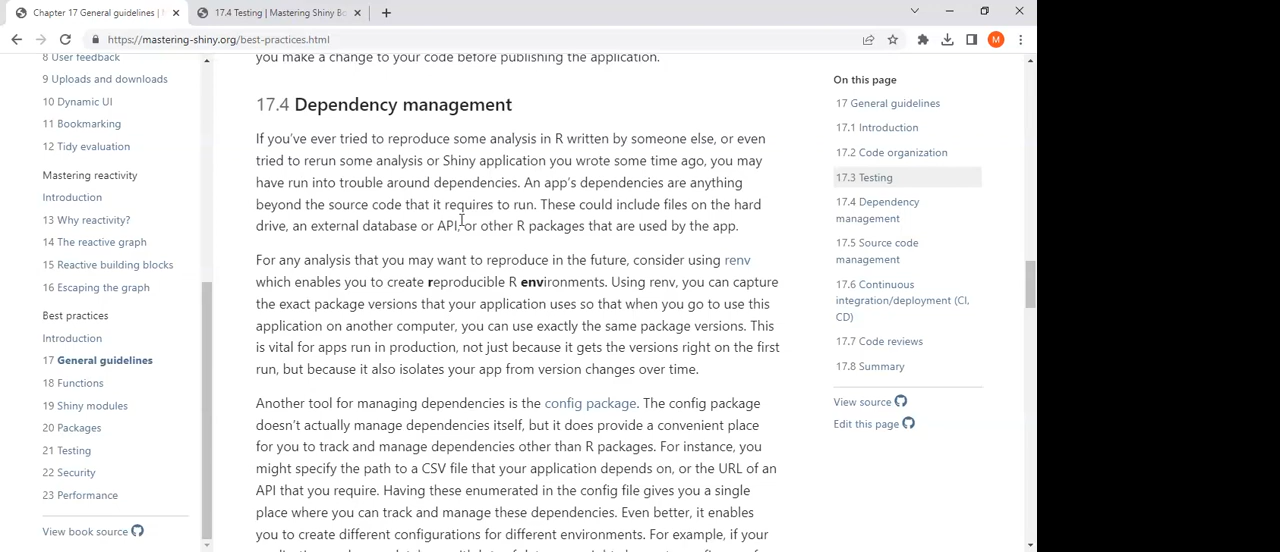 Chapter 17 General guidelines |
17.4 Testing | Mastering Shiny Bo
https://mastering-shiny.org/best-practices.html
M
8 User feedback
9 Uploads and downloads
10 Dynamic UI
11 Bookmarking
12 Tidy evaluation
Mastering reactivity
Introduction
13 Why reactivity?
14 The reactive graph
15 Reactive building blocks
16 Escaping the graph
Best practices
Introduction
17 General guidelines
18 Functions
19 Shiny modules
20 Packages
21 Testing
22 Security
23 Performance
View book source
you make a change to your code before publishing the application.
17.4 Dependency management
If you've ever tried to reproduce some analysis in R written by someone else, or even
tried to rerun some analysis or Shiny application you wrote some time ago, you may
have run into trouble around dependencies. An app's dependencies are anything
beyond the source code that it requires to run. These could include files on the hard
drive, an external database or API, or other R packages that are used by the app.
For any analysis that you may want to reproduce in the future, consider using renv
which enables you to create reproducible R environments. Using renv, you can capture
the exact package versions that your application uses so that when you go to use this
application on another computer, you can use exactly the same package versions. This
is vital for apps run in production, not just because it gets the versions right on the first
run, but because it also isolates your app from version changes over time.
Another tool for managing dependencies is the config package. The config package
doesn't actually manage dependencies itself, but it does provide a convenient place
for you to track and manage dependencies other than R packages. For instance, you
might specify the path to a CSV file that your application depends on, or the URL of an
API that you require. Having these enumerated in the config file gives you a single
place where you can track and manage these dependencies. Even better, it enables
you to create different configurations for different environments. For example, if your
On this page
17 General guidelines
17.1 Introduction
17.2 Code organization
17.3 Testing
17.4 Dependency
management
17.5 Source code
management
17.6 Continuous
integration/deployment (CI,
CD)
17.7 Code reviews
17.8 Summary
View source
Edit this page